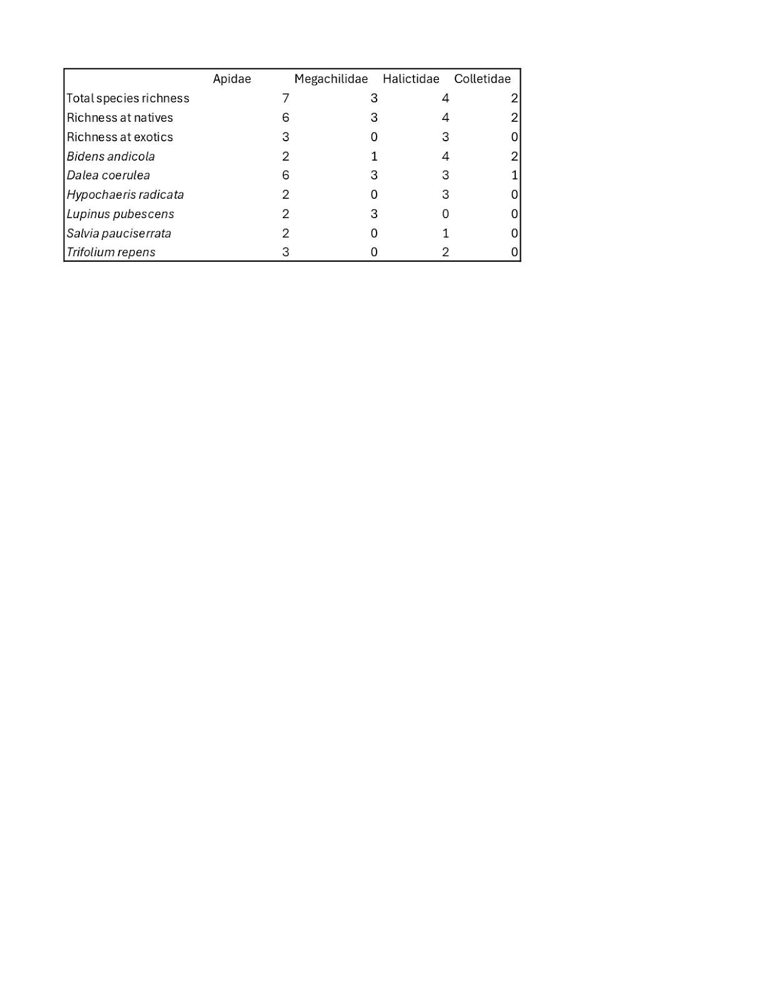 Apidae Megachilidae Halictidae Colletidae
Total species richness 7 3 4 2
Richness at natives 6 3 4 2
Richness at exotics 3 0 3 0
Bidens andicola 2 1 4 2
Dalea coerulea 6 3 3 1
Hypochaeris radicata 2 0 3 0
Lupinus pubescens 2 3 0 0
Salvia pauciserrata 2 0 1 0
Trifolium repens 3 0 2 0